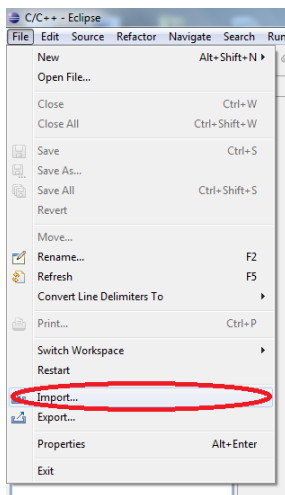 C/C++ - Eclipse
File Edit Source Refactor Navigate Search Run
New Alt+Shift+N
Open File...
Close Ctrl+W
Close All Ctrl+Shift+W
Save Ctrl+S
Save As...
Save All Ctrl+Shift+S
Revert
Move...
Rename... F2
Refresh F5
Convert Line Delimiters To
Print... Ctrl+P
Switch Workspace
Restart
Import...
Export...
Properties Alt+Enter
Exit